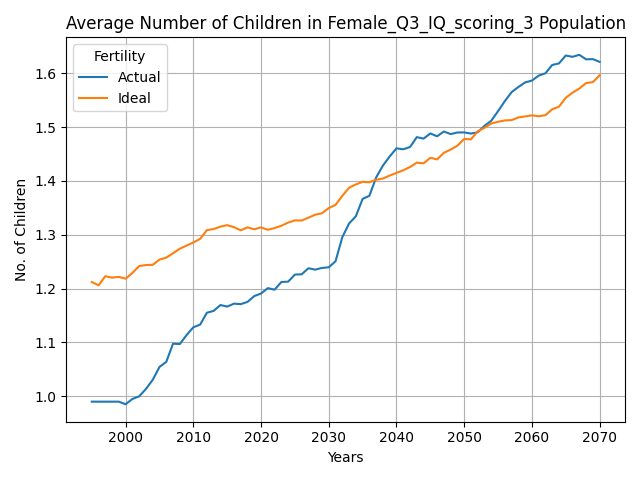 Average Number of Children in Female_Q3_IQ_scoring_3 Population
Fertility
Actual
Ideal
No. of Children
1.6
1.5
1.4
1.3
1.2
1.1
1.0
2000 2010 2020 2030 2040 2050 2060 2070
Years